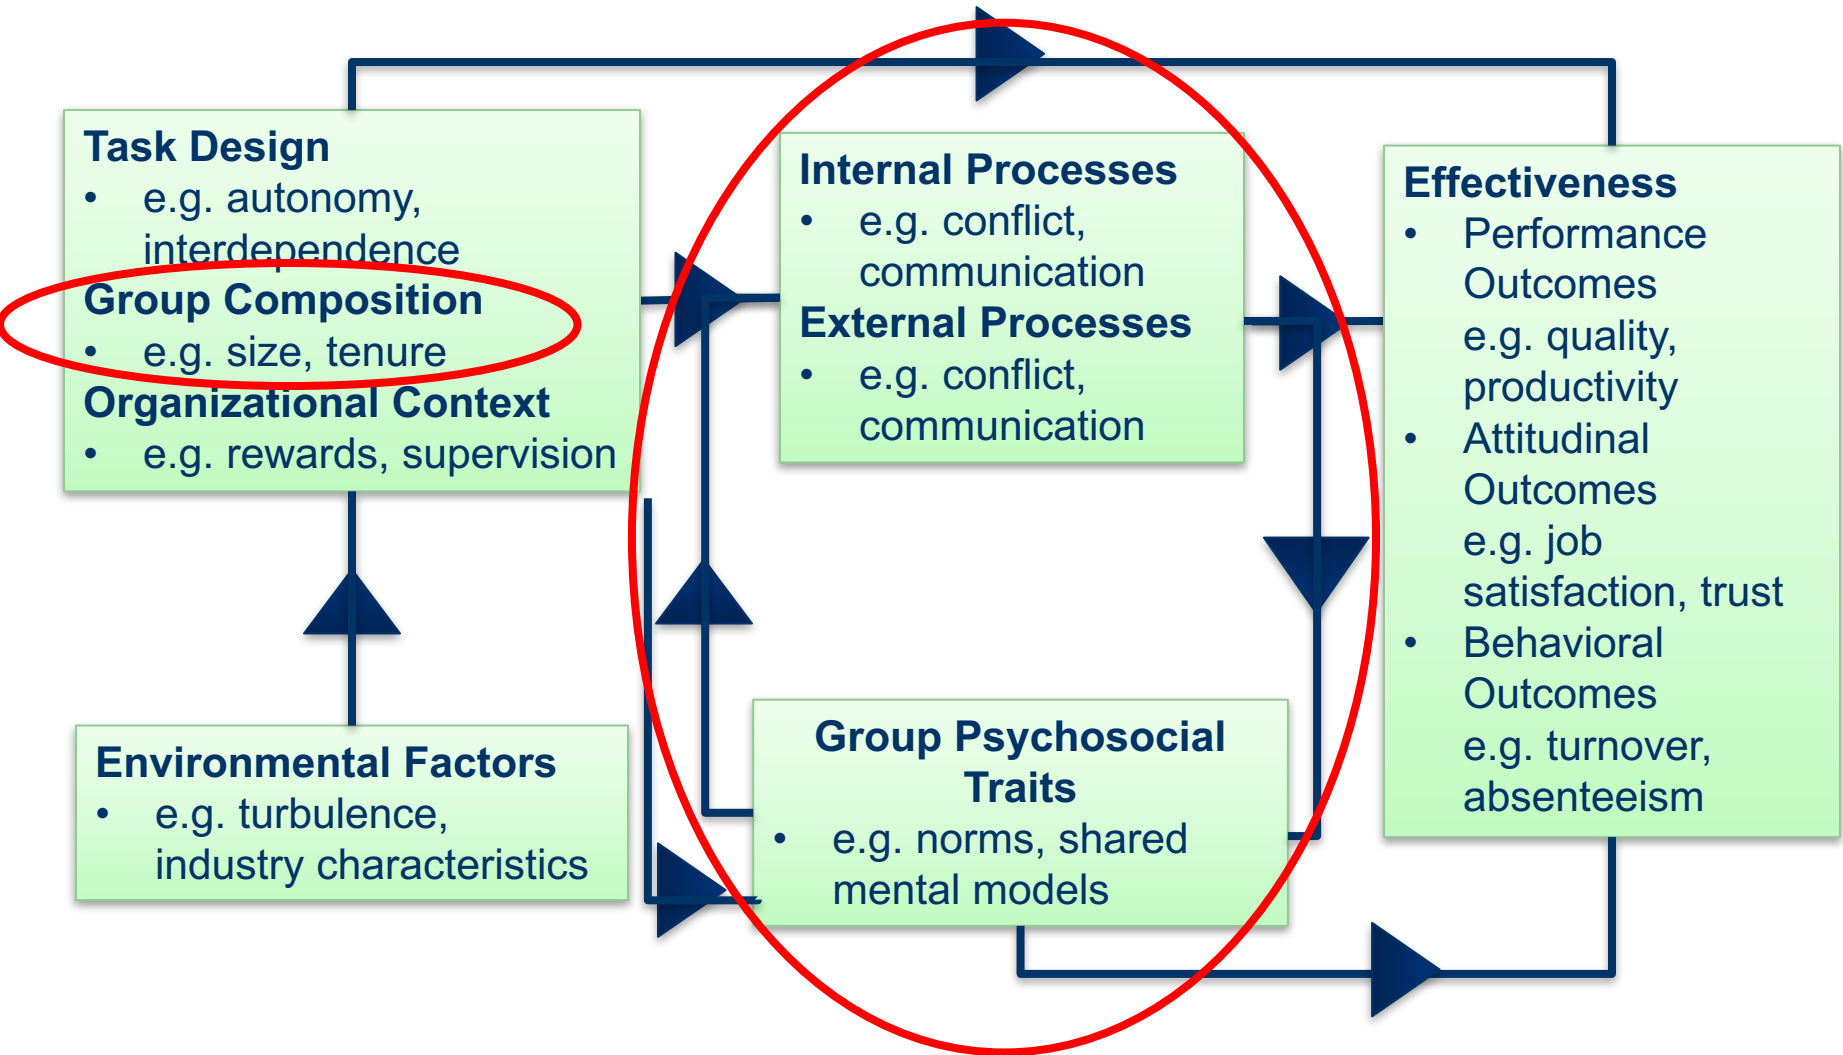 Task Design
• e.g. autonomy,
interdependence
Group Composition
• e.g. size, tenure
Organizational Context
• e.g. rewards, supervision
Environmental Factors
• e.g. turbulence,
industry characteristics
Internal Processes
• e.g. conflict,
communication
External Processes
• e.g. conflict,
communication
Group Psychosocial
Traits
• e.g. norms, shared
mental models
Effectiveness
• Performance
Outcomes
e.g. quality,
productivity
• Attitudinal
Outcomes
e.g. job
satisfaction, trust
• Behavioral
Outcomes
e.g. turnover,
absenteeism